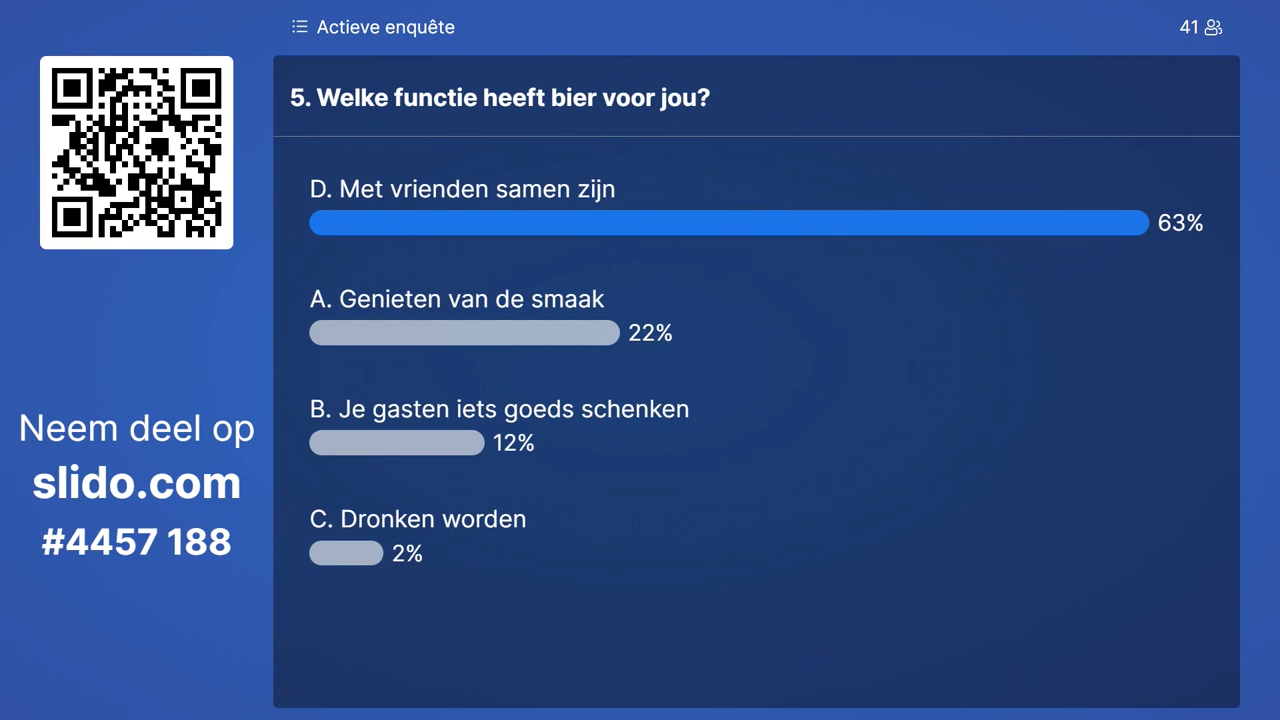 Actieve enquête
41
5. Welke functie heeft bier voor jou?
D. Met vrienden samen zijn
63%
A. Genieten van de smaak
22%
B. Je gasten iets goeds schenken
12%
C. Dronken worden
2%
Neem deel op
slido.com
#4457 188